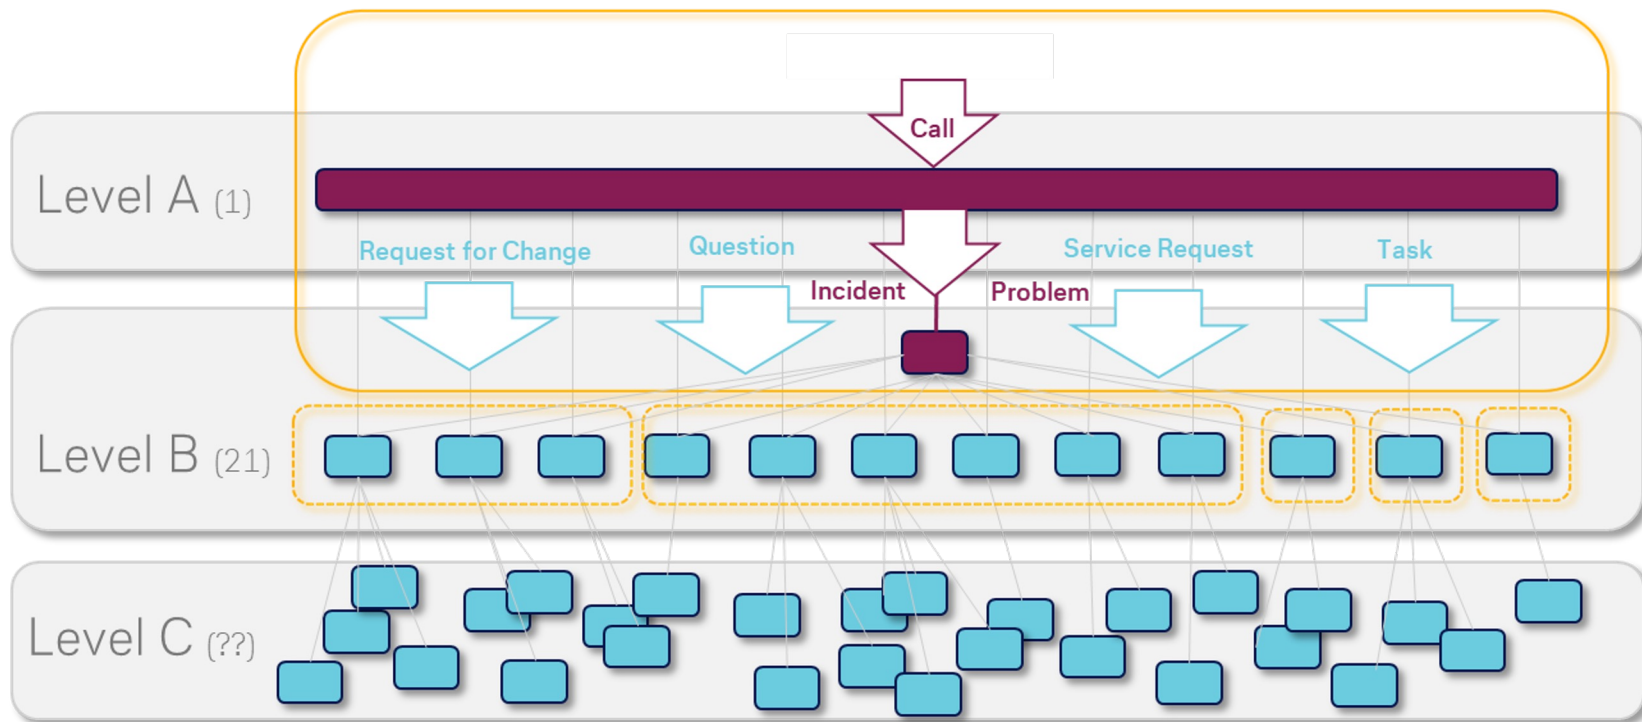 Call
Level A (1)
Request for Change
Question
Service Request
Task
Incident
Problem
Level B (21)
Level C (??)